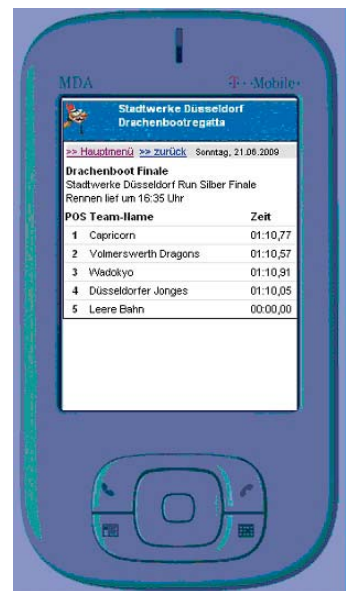 MDA T··Mobile·
Stadtwerke Düsseldorf
Drachenbootregatta
>> Hauptmenü >> zurück Sonntag, 21.06.2009
Drachenboot Finale
Stadtwerke Düsseldorf Run Silber Finale
Rennen lief um 16:35 Uhr
POS Team-Name Zeit
1 Capricorn 01:10,77
2 Volmerswerth Dragons 01:10,57
3 Wadokyo 01:10,91
4 Düsseldorfer Jonges 01:10,05
5 Leere Bahn 00:00,00